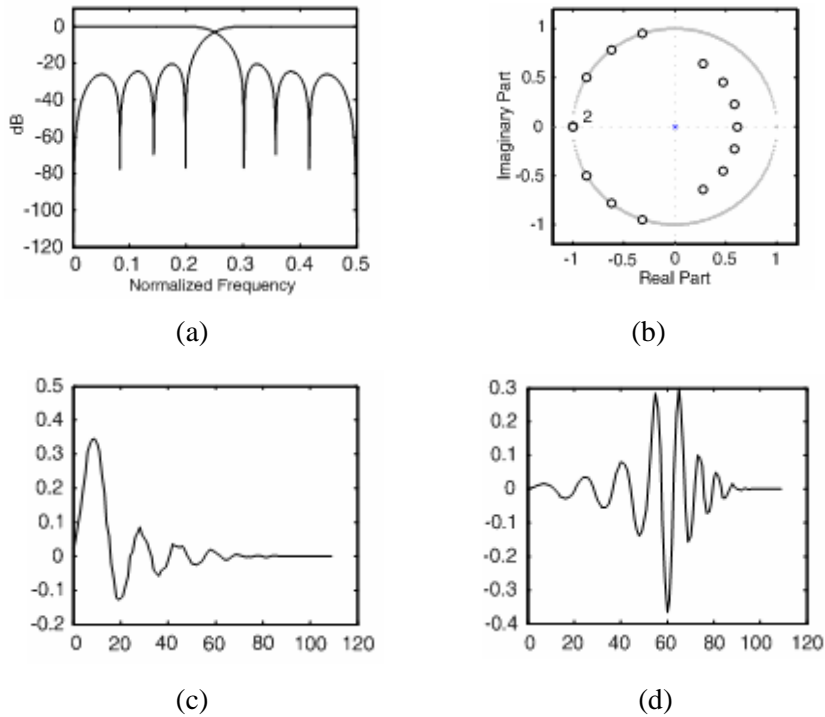 0
-20
-40
-60
-80
-100
-120
dB
0 0.1 0.2 0.3 0.4 0.5
Normalized Frequency
(a)
1
0.5
0
-0.5
-1
Imaginary Part
2
-1 -0.5 0 0.5 1
Real Part
(b)
0.5
0.4
0.3
0.2
0.1
0
-0.1
-0.2
0 20 40 60 80 100 120
(c)
0.3
0.2
0.1
0
-0.1
-0.2
-0.3
-0.4
0 20 40 60 80 100 120
(d)